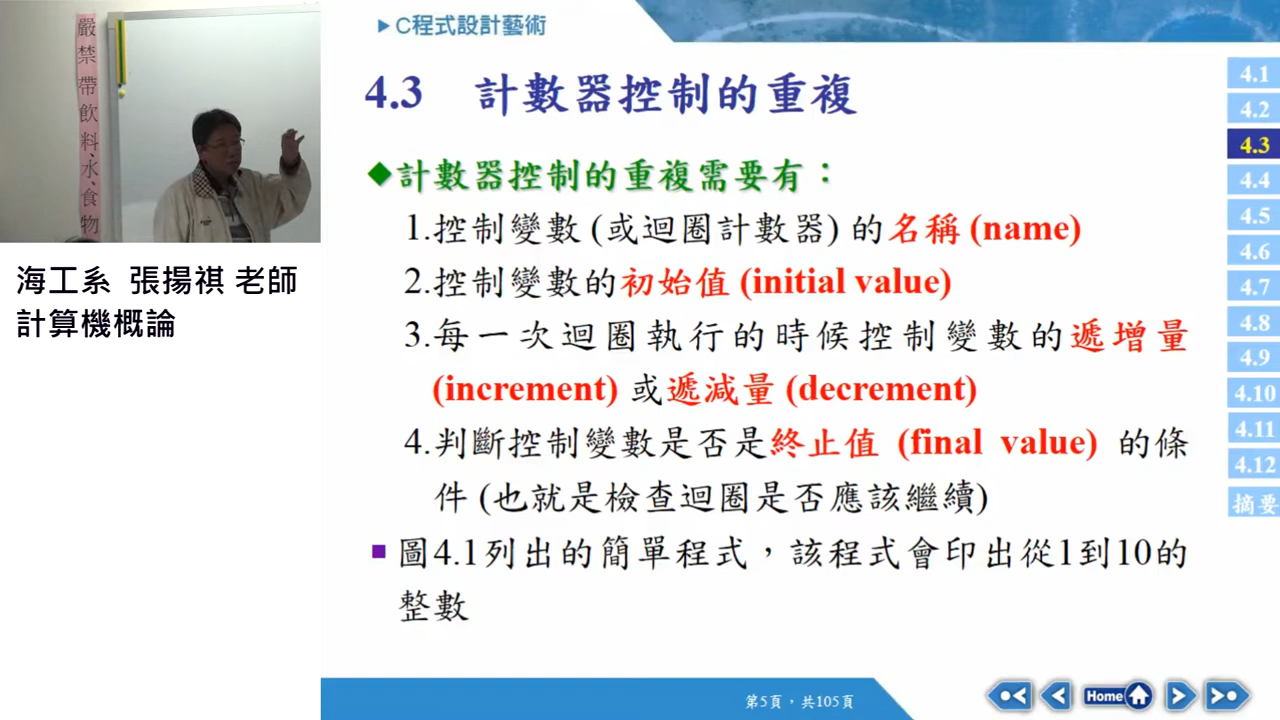 嚴禁帶飲料、水、食物
海工系 張揚祺 老師
計算機概論
C程式設計藝術
4.3 計數器控制的重複
計數器控制的重複需要有：
1.控制變數 (或迴圈計數器) 的名稱 (name)
2.控制變數的初始值 (initial value)
3.每一次迴圈執行的時候控制變數的遞增量
(increment) 或遞減量 (decrement)
4.判斷控制變數是否是終止值 (final value) 的條
件 (也就是檢查迴圈是否應該繼續)
圖4.1列出的簡單程式，該程式會印出從1到10的
整數
4.1
4.2
4.3
4.4
4.5
4.6
4.7
4.8
4.9
4.10
4.11
4.12
摘要
第5頁，共105頁
Home